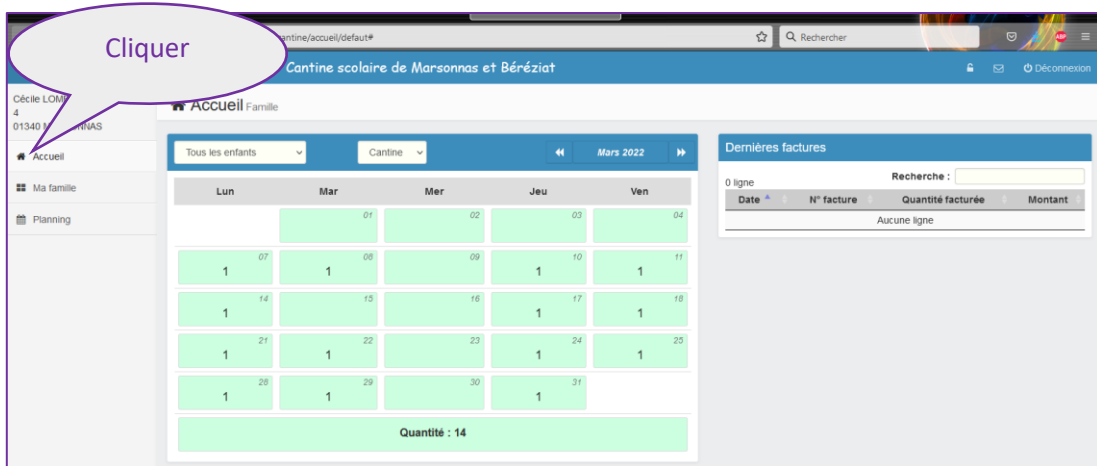 Cliquer
antine/accueil/defaut#
Rechercher
ABP
Cantine scolaire de Marsonnas et Béréziat
Déconnexion
Cécile
4
01340
Accueil Famille
Accueil
Ma famille
Planning
Tous les enfants
Cantine
Mars 2022
Lun Mar Mer Jeu Ven
01 02 03 04
07 08 09 10 11
1 1 1 1
14 15 16 17 18
1 1 1
21 22 23 24 25
1 1 1 1
28 29 30 31
1 1 1
Quantité : 14
Dernières factures
Recherche :
0 ligne
Date N° facture Quantité facturée Montant
Aucune ligne